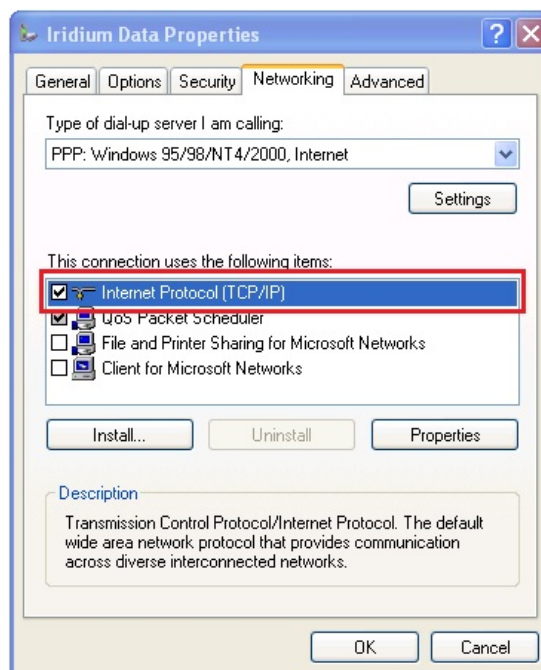 Iridium Data Properties
General Options Security Networking Advanced
Type of dial-up server I am calling:
PPP: Windows 95/98/NT4/2000, Internet
Settings
This connection uses the following items:
Internet Protocol (TCP/IP)
QoS Packet Scheduler
File and Printer Sharing for Microsoft Networks
Client for Microsoft Networks
Install... Uninstall Properties
Description
Transmission Control Protocol/Internet Protocol. The default
wide area network protocol that provides communication
across diverse interconnected networks.
OK Cancel